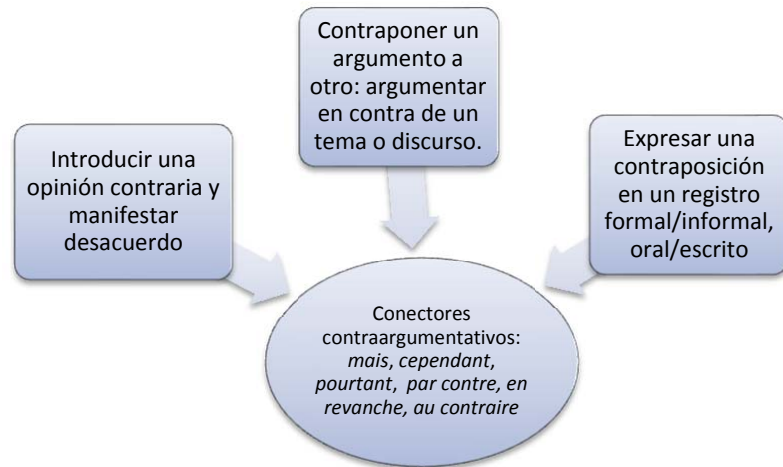 Contraponer un
argumento a
otro: argumentar
en contra de un
tema o discurso.
Introducir una
opinión contraria y
manifestar
desacuerdo
Expresar una
contraposición
en un registro
formal/informal,
oral/escrito
Conectores
contraargumentativos:
mais, cependant,
pourtant, par contre, en
revanche, au contraire